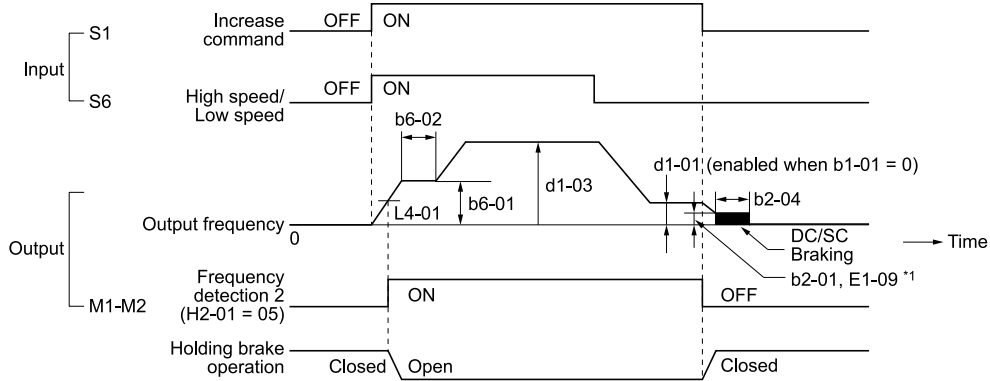 Input
S1
Increase
command
OFF
ON
S6
High speed/
Low speed
OFF
ON
b6-02
d1-01 (enabled when b1-01 = 0)
b2-04
d1-03
L4-01
b6-01
Output
Output frequency
0
DC/SC
Braking
Time
b2-01, E1-09 *1
M1-M2
Frequency
detection 2
(H2-01 = 05)
ON
OFF
Holding brake
operation
Closed
Open
Closed